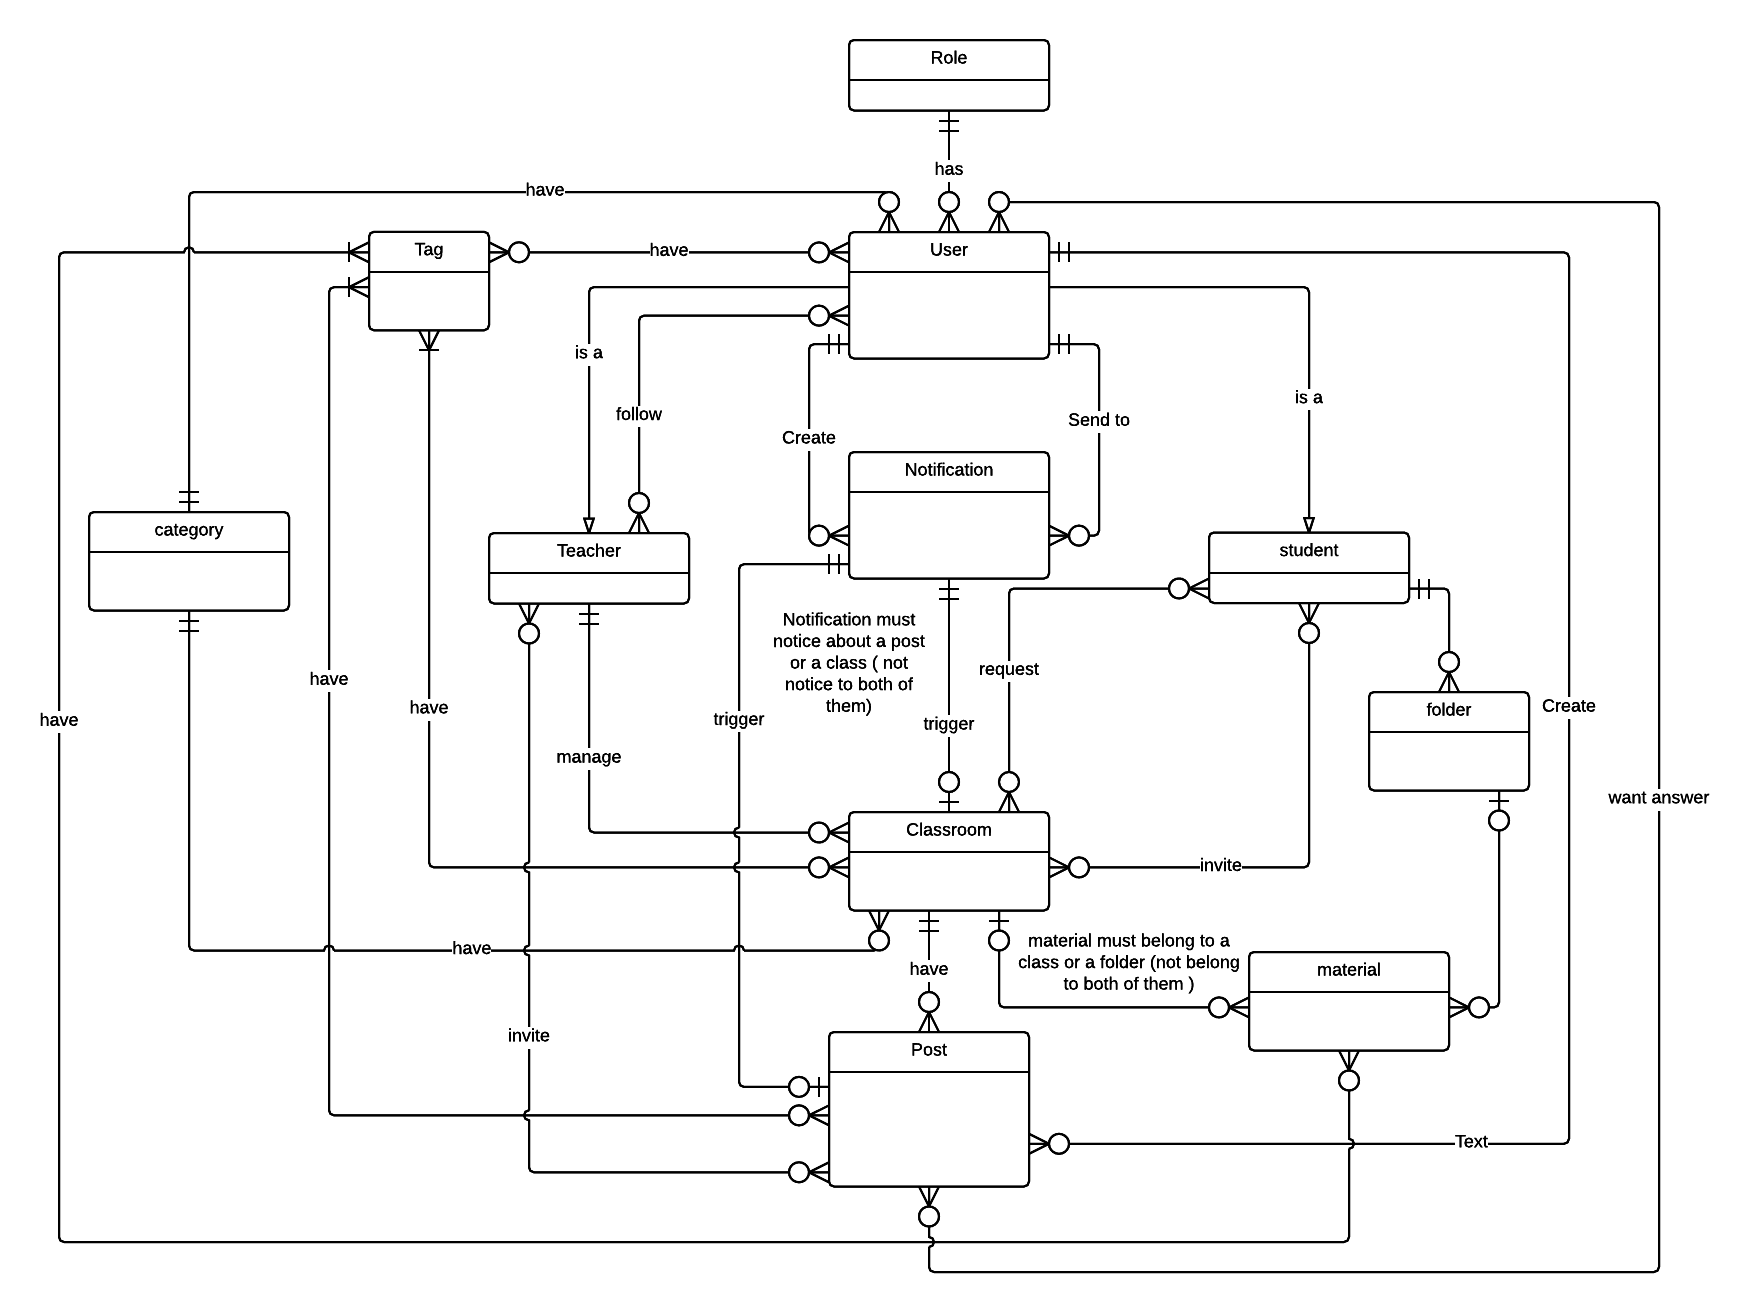 Role
has
have
Tag
have
User
is a
follow
Create
Send to
is a
Notification
category
Teacher
student
Notification must
notice about a post
or a class ( not
notice to both of
them)
request
have
have
have
trigger
trigger
manage
folder
Create
want answer
Classroom
invite
have
have
material must belong to a
class or a folder (not belong
to both of them )
material
invite
Post
Text